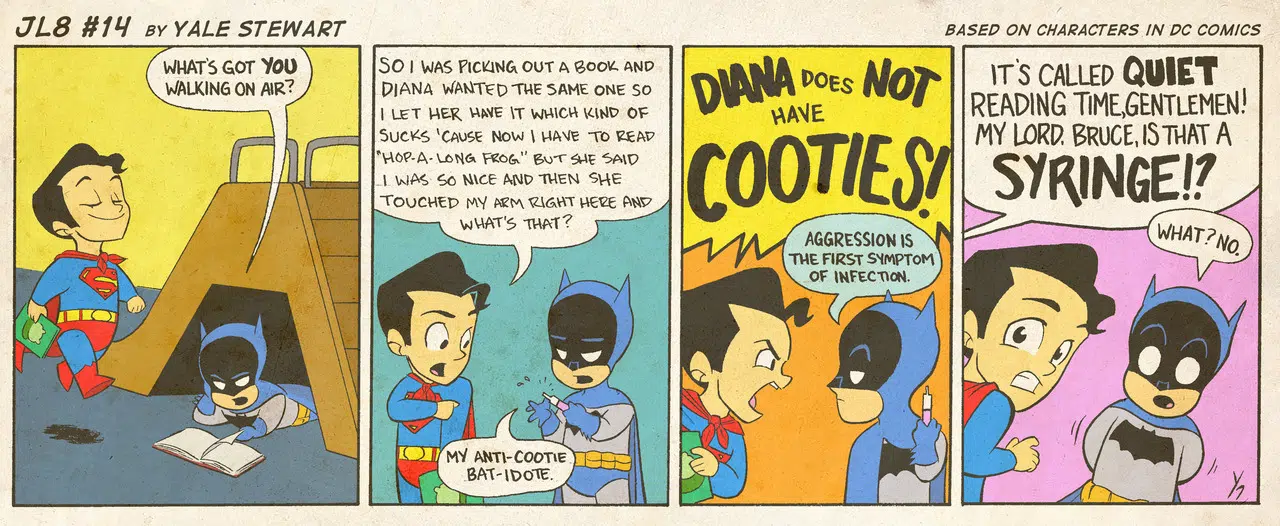 JL8 #14 BY YALE STEWART
BASED ON CHARACTERS IN DC COMICS
WHAT'S GOT YOU
WALKING ON AIR?
SO I WAS PICKING OUT A BOOK AND
DIANA WANTED THE SAME ONE SO
I LET HER HAVE IT WHICH KIND OF
SUCKS 'CAUSE NOW I HAVE TO READ
"HOP-A-LONG FROG" BUT SHE SAID
I WAS SO NICE AND THEN SHE
TOUCHED MY ARM RIGHT HERE AND
WHAT'S THAT?
MY ANTI-COOTIE
BAT-IDOTE.
DIANA DOES NOT
HAVE
COOTIES!
AGGRESSION IS
THE FIRST SYMPTOM
OF INFECTION.
IT'S CALLED QUIET
READING TIME,GENTLEMEN!
MY LORD. BRUCE, IS THAT A
SYRINGE!?
WHAT? NO.